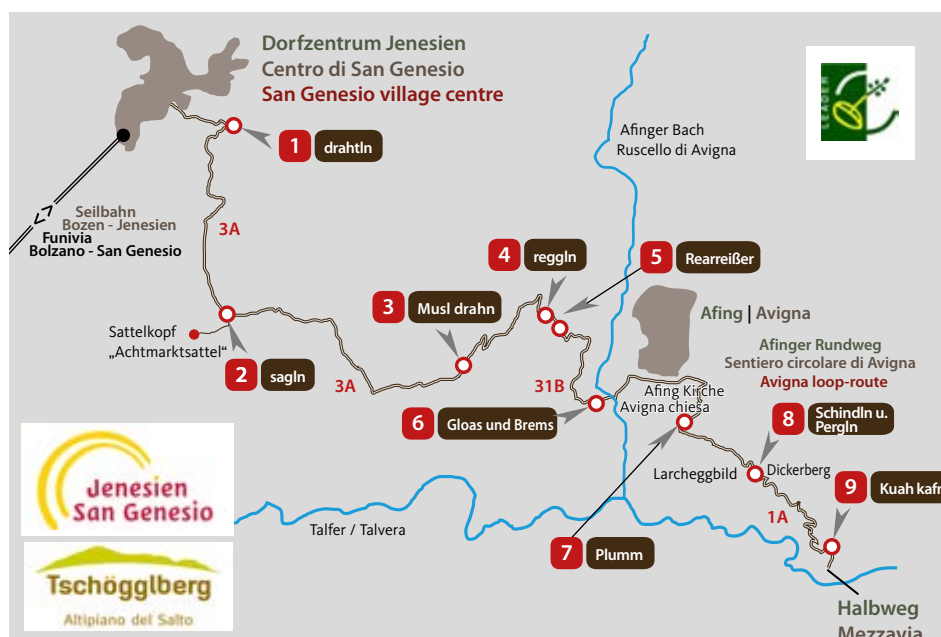 Dorfzentrum Jenesien
Centro di San Genesio
San Genesio village centre
LEADER
1 drahtln
Afinger Bach
Ruscello di Avigna
Seilbahn
Bozen - Jenesien
Funivia
Bolzano - San Genesio
3A
4 reggln
5 Rearreißer
3 Musl drahn
Afing | Avigna
Sattelkopf
„Achtmarktsattel“
Afinger Rundweg
Sentiero circolare di Avigna
Avigna loop-route
2 sagln
3A
31B
Afing Kirche
Avigna chiesa
6 Gloas und Brems
8 Schindln u.
Pergln
Larcheggbild
Dickerberg
9 Kuah kafn
1A
Jenesien
San Genesio
Talfer / Talvera
7 Plumm
Tschögglberg
Altipiano del Salto
Halbweg
Mezzavia